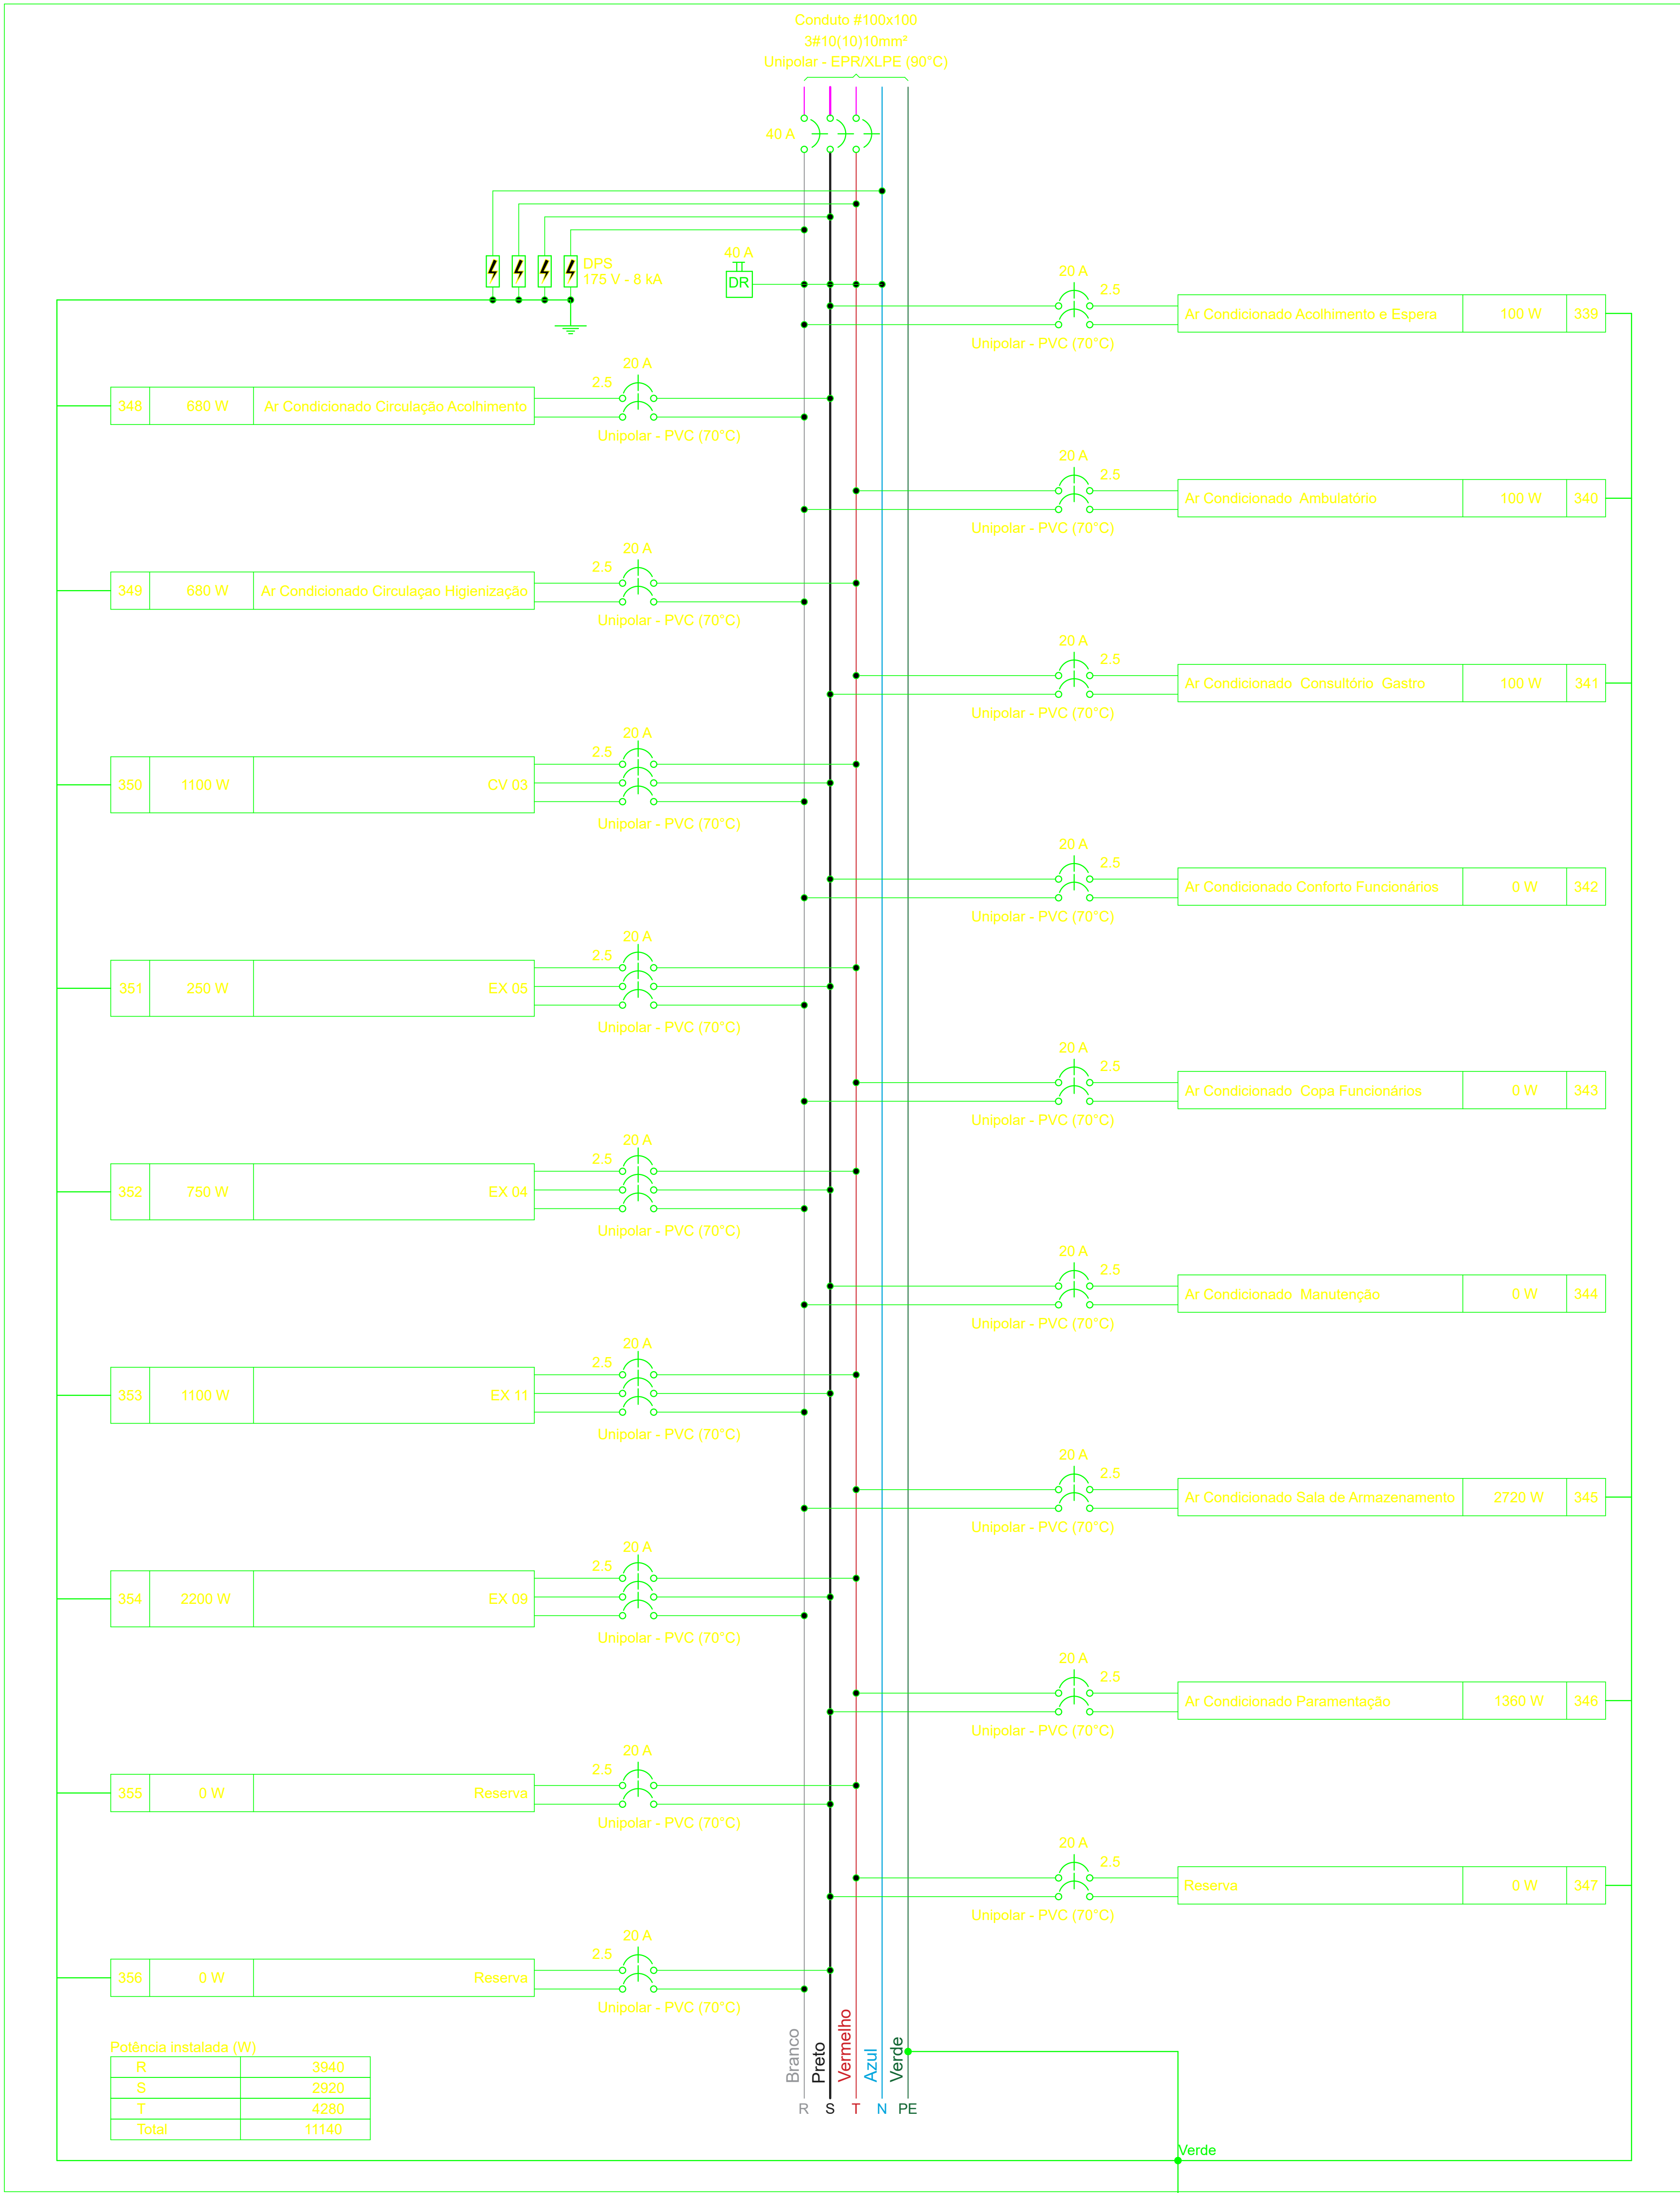 Conduto #100x100
3#10(10)10mm²
Unipolar - EPR/XLPE (90°C)
40 A
DPS
175 V - 8 kA
40 A
DR
20 A
2.5
Ar Condicionado Acolhimento e Espera 100 W 339
Unipolar - PVC (70°C)
20 A
2.5
348 680 W Ar Condicionado Circulação Acolhimento
Unipolar - PVC (70°C)
20 A
2.5
Ar Condicionado  Ambulatório 100 W 340
Unipolar - PVC (70°C)
20 A
2.5
349 680 W Ar Condicionado Circulaçao Higienização
Unipolar - PVC (70°C)
20 A
2.5
Ar Condicionado  Consultório  Gastro 100 W 341
Unipolar - PVC (70°C)
20 A
2.5
350 1100 W CV 03
Unipolar - PVC (70°C)
20 A
2.5
Ar Condicionado Conforto Funcionários 0 W 342
Unipolar - PVC (70°C)
20 A
2.5
351 250 W EX 05
Unipolar - PVC (70°C)
20 A
2.5
Ar Condicionado  Copa Funcionários 0 W 343
Unipolar - PVC (70°C)
20 A
2.5
352 750 W EX 04
Unipolar - PVC (70°C)
20 A
2.5
Ar Condicionado  Manutenção 0 W 344
Unipolar - PVC (70°C)
20 A
2.5
353 1100 W EX 11
Unipolar - PVC (70°C)
20 A
2.5
Ar Condicionado Sala de Armazenamento 2720 W 345
Unipolar - PVC (70°C)
20 A
2.5
354 2200 W EX 09
Unipolar - PVC (70°C)
20 A
2.5
Ar Condicionado Paramentação 1360 W 346
Unipolar - PVC (70°C)
20 A
2.5
355 0 W Reserva
Unipolar - PVC (70°C)
20 A
2.5
Reserva 0 W 347
Unipolar - PVC (70°C)
20 A
2.5
356 0 W Reserva
Unipolar - PVC (70°C)
Potência instalada (W)
R 3940
S 2920
T 4280
Total 11140
Branco
Preto
Vermelho
Azul
Verde
R S T N PE
Verde